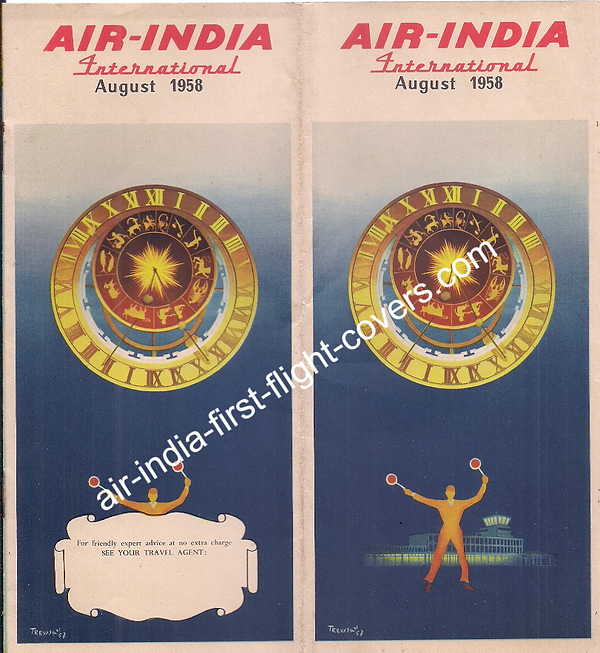 AIR-INDIA
International
August 1958
For friendly expert advice at no extra charge
SEE YOUR TRAVEL AGENT:
AIR-INDIA
International
August 1958
air-india-first-flight-covers.com